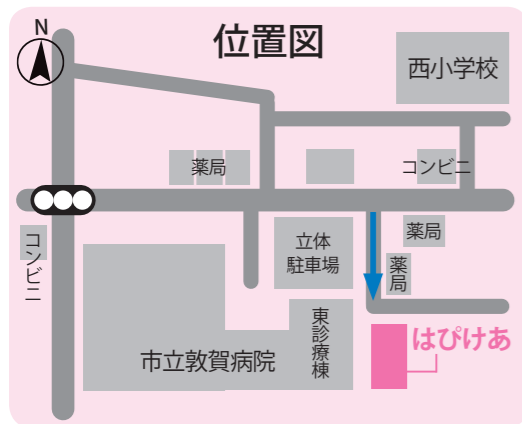 N
位置図
西小学校
薬局
コンビニ
コンビニ
立体
駐車場
薬局
薬局
東診療棟
市立敦賀病院
はぴけあ